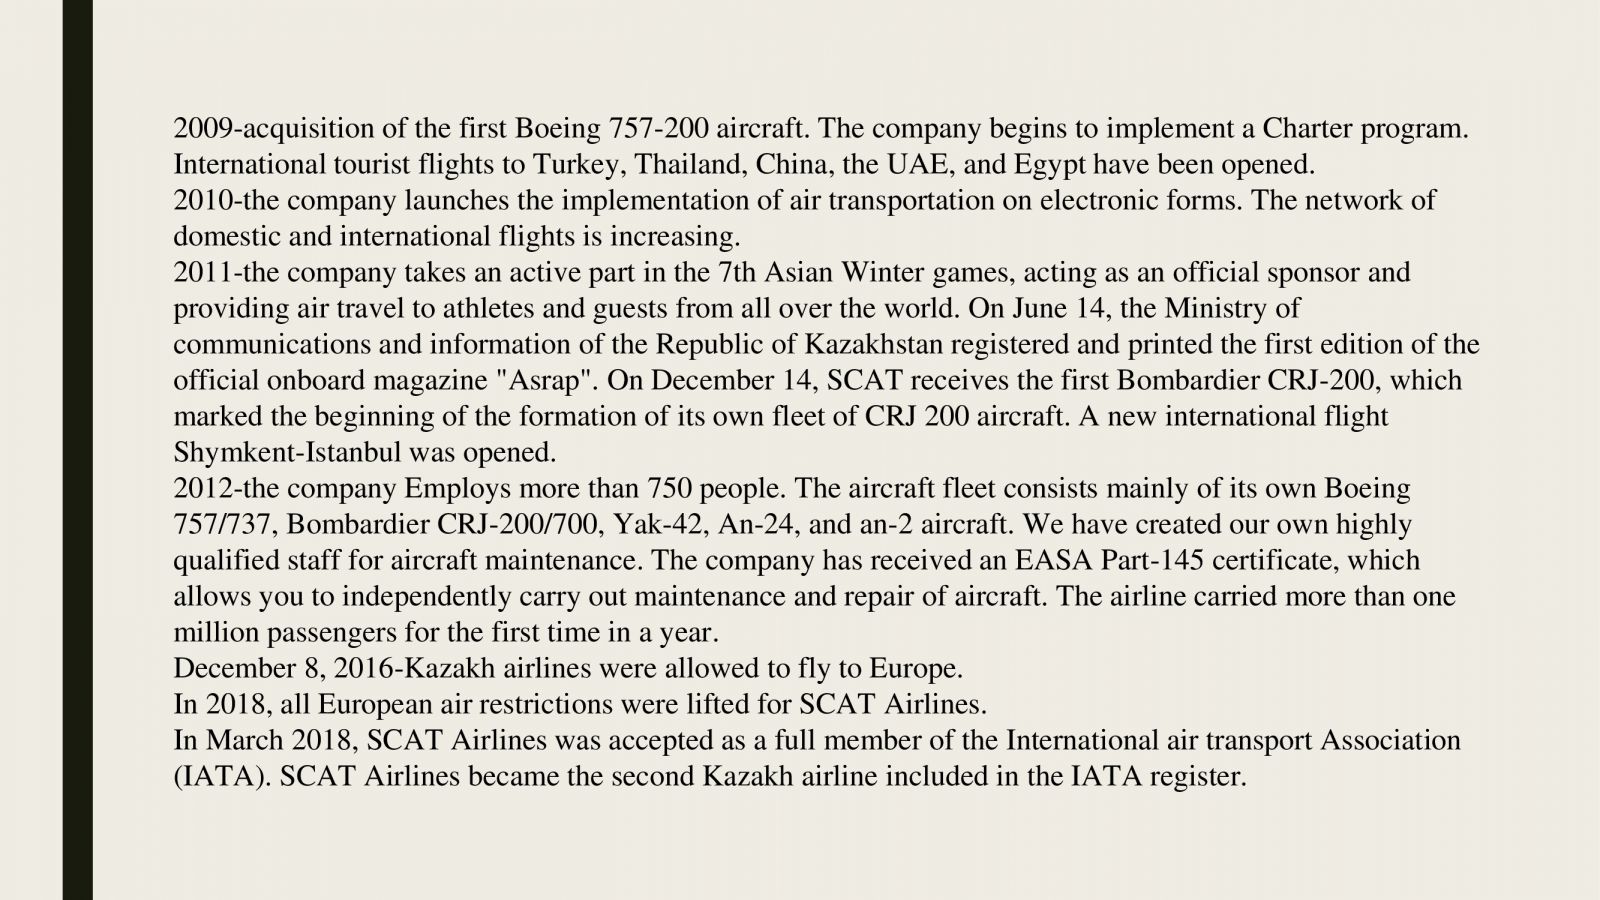 2009-acquisition of the first Boeing 757-200 aircraft. The company begins to implement a Charter program.
International tourist flights to Turkey, Thailand, China, the UAE, and Egypt have been opened.
2010-the company launches the implementation of air transportation on electronic forms. The network of
domestic and international flights is increasing.
2011-the company takes an active part in the 7th Asian Winter games, acting as an official sponsor and
providing air travel to athletes and guests from all over the world. On June 14, the Ministry of
communications and information of the Republic of Kazakhstan registered and printed the first edition of the
official onboard magazine "Asrap". On December 14, SCAT receives the first Bombardier CRJ-200, which
marked the beginning of the formation of its own fleet of CRJ 200 aircraft. A new international flight
Shymkent-Istanbul was opened.
2012-the company Employs more than 750 people. The aircraft fleet consists mainly of its own Boeing
757/737, Bombardier CRJ-200/700, Yak-42, An-24, and an-2 aircraft. We have created our own highly
qualified staff for aircraft maintenance. The company has received an EASA Part-145 certificate, which
allows you to independently carry out maintenance and repair of aircraft. The airline carried more than one
million passengers for the first time in a year.
December 8, 2016-Kazakh airlines were allowed to fly to Europe.
In 2018, all European air restrictions were lifted for SCAT Airlines.
In March 2018, SCAT Airlines was accepted as a full member of the International air transport Association
(IATA). SCAT Airlines became the second Kazakh airline included in the IATA register.